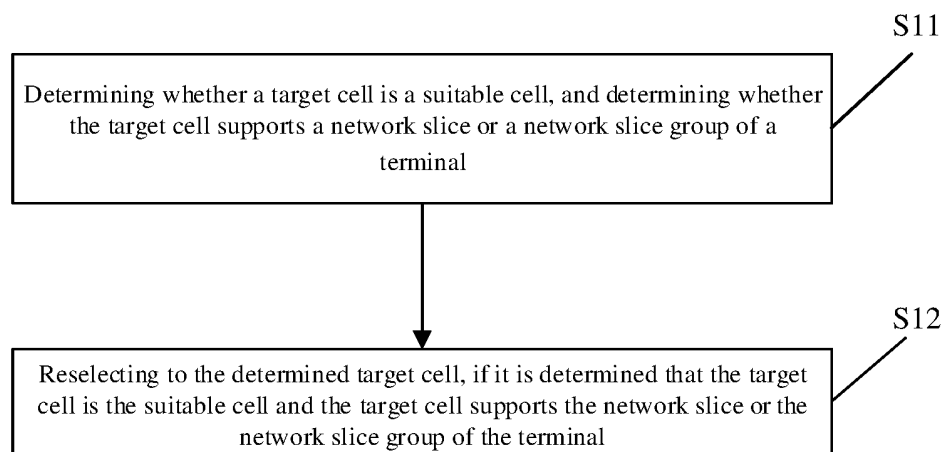 S11
Determining whether a target cell is a suitable cell, and determining whether
the target cell supports a network slice or a network slice group of a
terminal
S12
Reselecting to the determined target cell, if it is determined that the target
cell is the suitable cell and the target cell supports the network slice or the
network slice group of the terminal